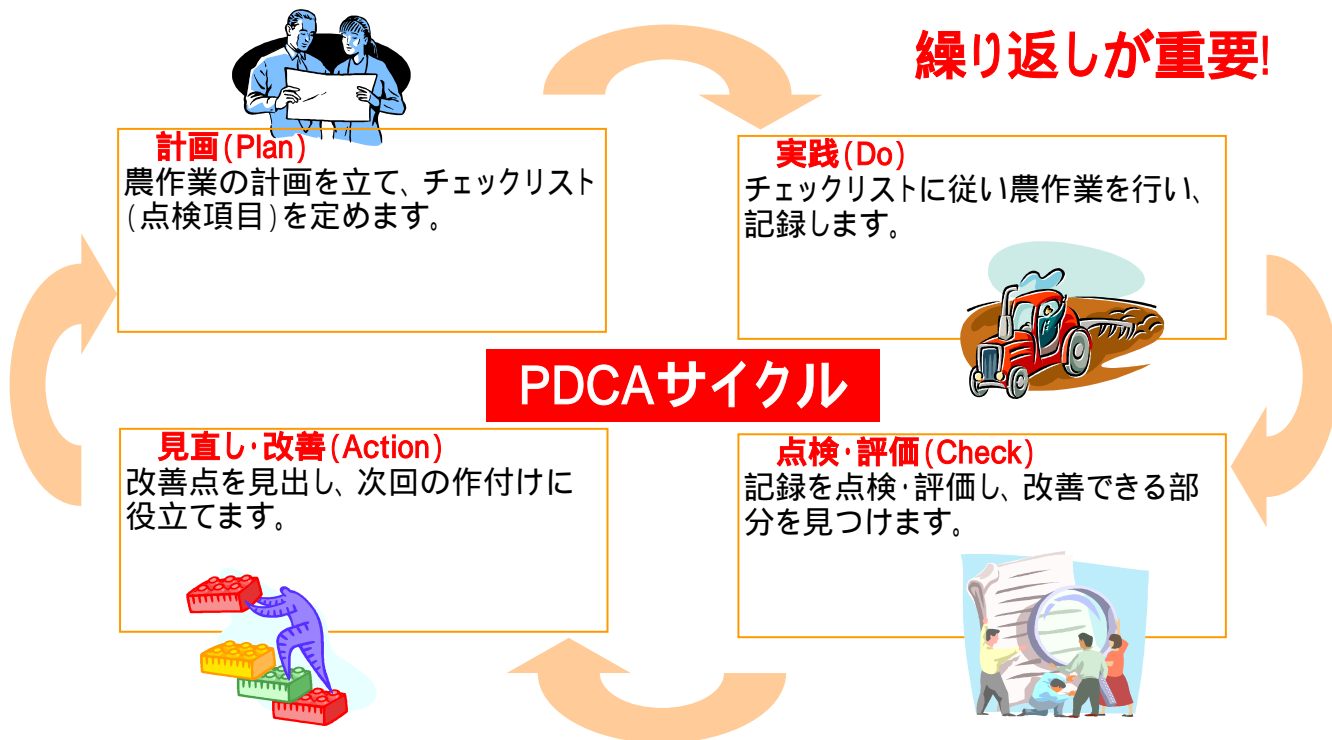 繰り返しが重要!
計画(Plan)
農作業の計画を立て、チェックリスト
(点検項目)を定めます。
実践(Do)
チェックリストに従い農作業を行い、
記録します。
PDCAサイクル
見直し・改善(Action)
改善点を見出し、次回の作付けに
役立てます。
点検・評価(Check)
記録を点検・評価し、改善できる部
分を見つけます。